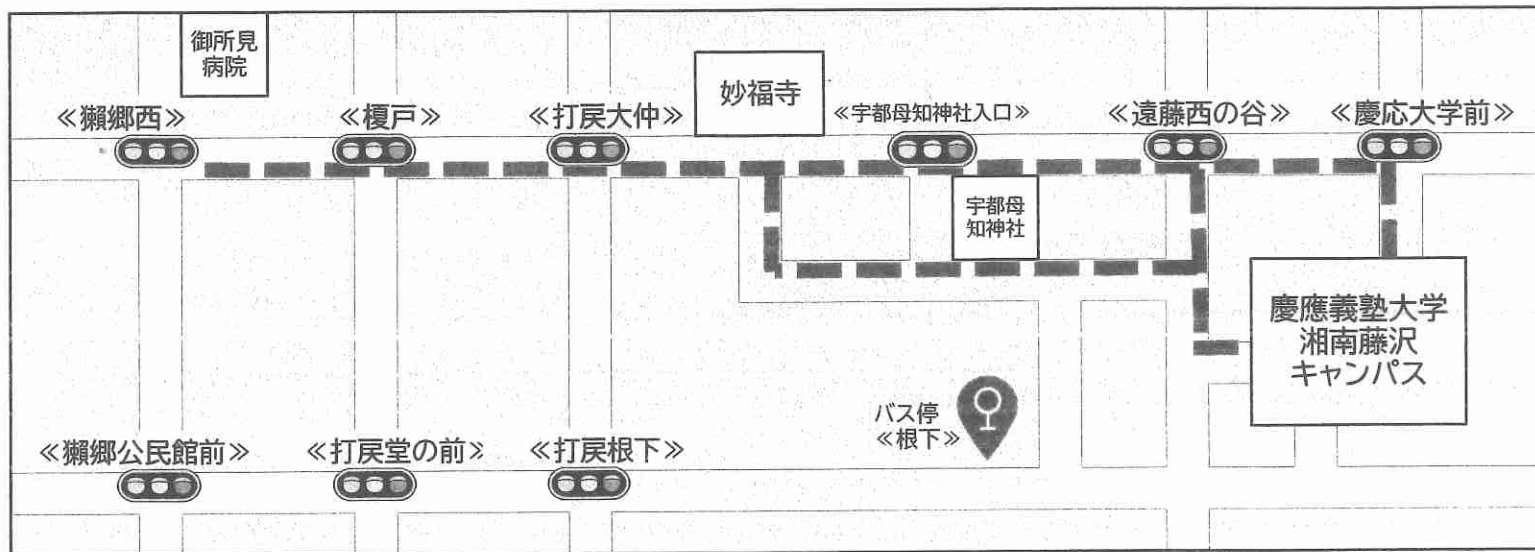 御所見
病院
妙福寺
≪獺郷西≫
≪榎戸≫
≪打戻大仲≫
≪宇都母知神社入口≫
≪遠藤西の谷≫
≪慶応大学前≫
宇都母
知神社
慶應義塾大学
湘南藤沢
キャンパス
バス停
≪根下≫
≪獺郷公民館前≫
≪打戻堂の前≫
≪打戻根下≫